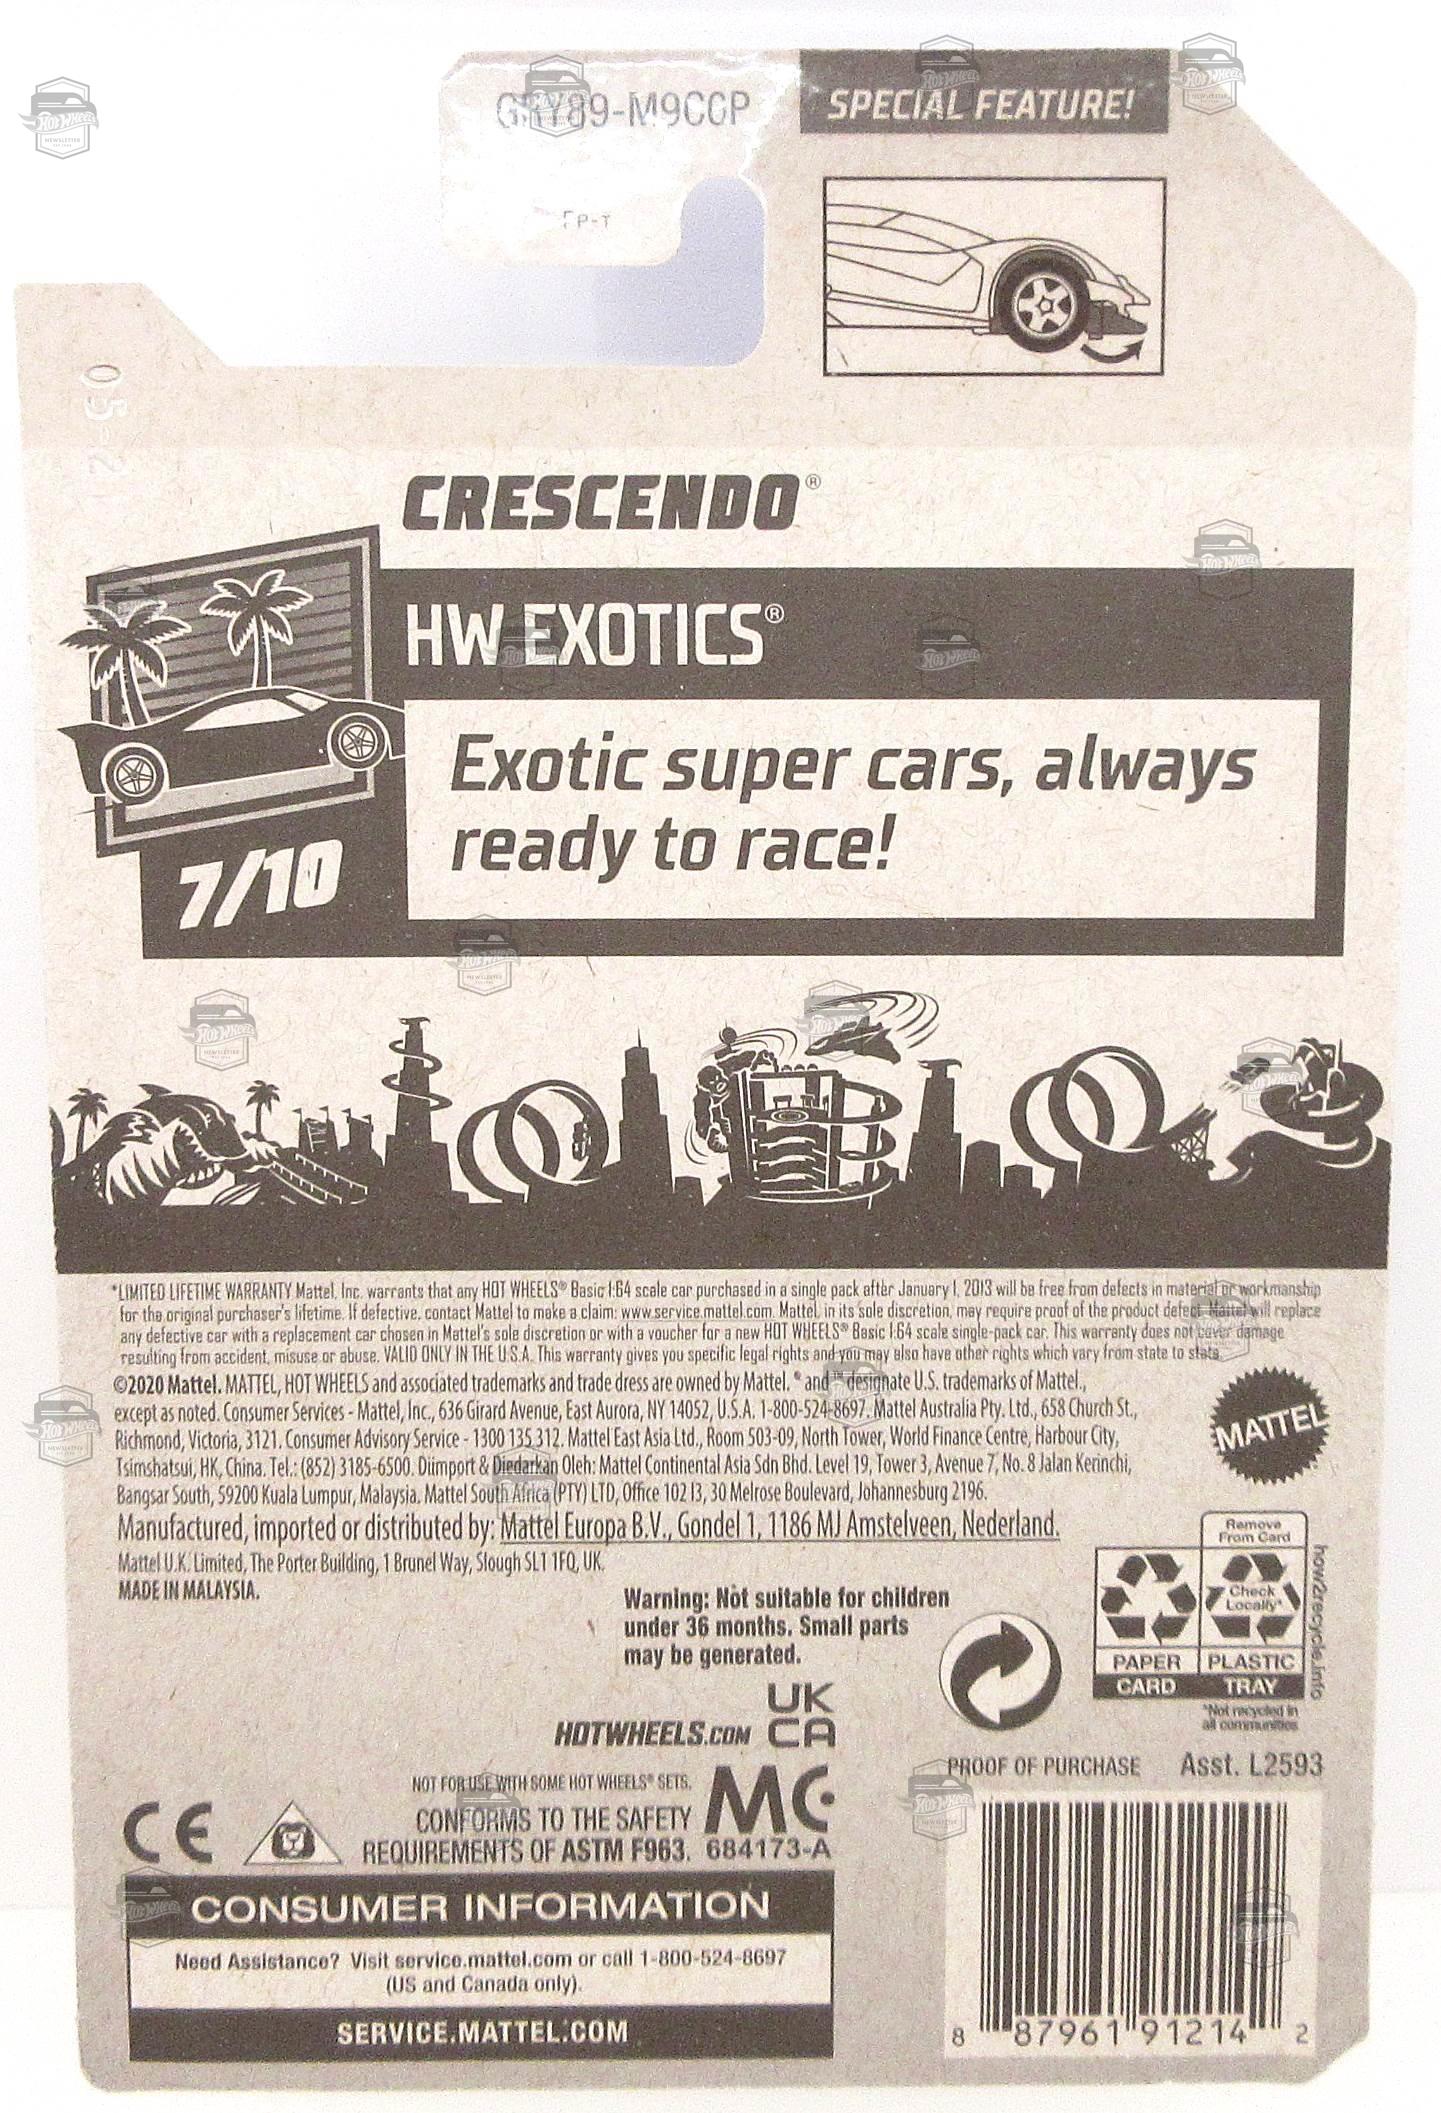 -M9CCP
SPECIAL FEATURE!
05-2
CRESCENDO®
HW EXOTICS®
Exotic super cars, always
ready to race!
7/10
*LIMITED LIFETIME WARRANTY Mattel, Inc. warrants that any HOT WHEELS® Basic 1:64 scale car purchased in a single pack after January 1, 2013 will be free from defects in material or workmanship
for the original purchaser's lifetime. If defective, contact Mattel to make a claim: www.service.mattel.com. Mattel, in its sole discretion, may require proof of the product defect. Mattel will replace
any defective car with a replacement car chosen in Mattel's sole discretion or with a voucher for a new HOT WHEELS® Basic 1:64 scale single-pack car. This warranty does not cover damage
resulting from accident, misuse or abuse. VALID ONLY IN THE U.S.A. This warranty gives you specific legal rights and you may also have other rights which vary from state to state.
©2020 Mattel. MATTEL, HOT WHEELS and associated trademarks and trade dress are owned by Mattel. ® and ™ designate U.S. trademarks of Mattel.,
except as noted. Consumer Services - Mattel, Inc., 636 Girard Avenue, East Aurora, NY 14052, U.S.A. 1-800-524-8697. Mattel Australia Pty. Ltd., 658 Church St.,
Richmond, Victoria, 3121. Consumer Advisory Service - 1300 135 312. Mattel East Asia Ltd., Room 503-09, North Tower, World Finance Centre, Harbour City,
Tsimshatsui, HK, China. Tel.: (852) 3185-6500. Diimport & Diedarkan Oleh: Mattel Continental Asia Sdn Bhd. Level 19, Tower 3, Avenue 7, No. 8 Jalan Kerinchi,
Bangsar South, 59200 Kuala Lumpur, Malaysia. Mattel South Africa (PTY) LTD, Office 102 I3, 30 Melrose Boulevard, Johannesburg 2196.
MATTEL
Manufactured, imported or distributed by: Mattel Europa B.V., Gondel 1, 1186 MJ Amstelveen, Nederland.
Mattel U.K. Limited, The Porter Building, 1 Brunel Way, Slough SL1 1FQ, UK.
MADE IN MALAYSIA.
Warning: Not suitable for children
under 36 months. Small parts
may be generated.
Remove
From Card
Check
Locally*
PAPER PLASTIC
CARD TRAY
*Not recycled in
all communities
how2recycle.info
HOTWHEELS.COM
UK
CA
NOT FOR USE WITH SOME HOT WHEELS® SETS.
CONFORMS TO THE SAFETY
REQUIREMENTS OF ASTM F963.
MC
684173-A
CE
PROOF OF PURCHASE Asst. L2593
CONSUMER INFORMATION
Need Assistance? Visit service.mattel.com or call 1-800-524-8697
(US and Canada only).
SERVICE.MATTEL.COM
8 87961 91214 2